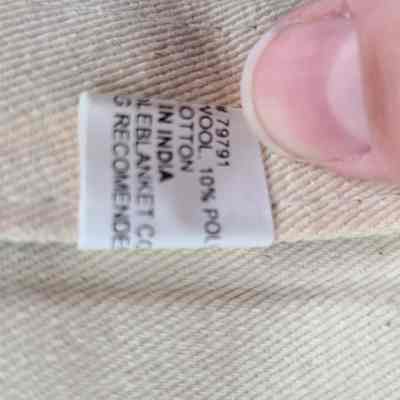 # 79791
WOOL, 10% POL
OTTON
IN INDIA
LEBLANKET CO
G RECOMENDE